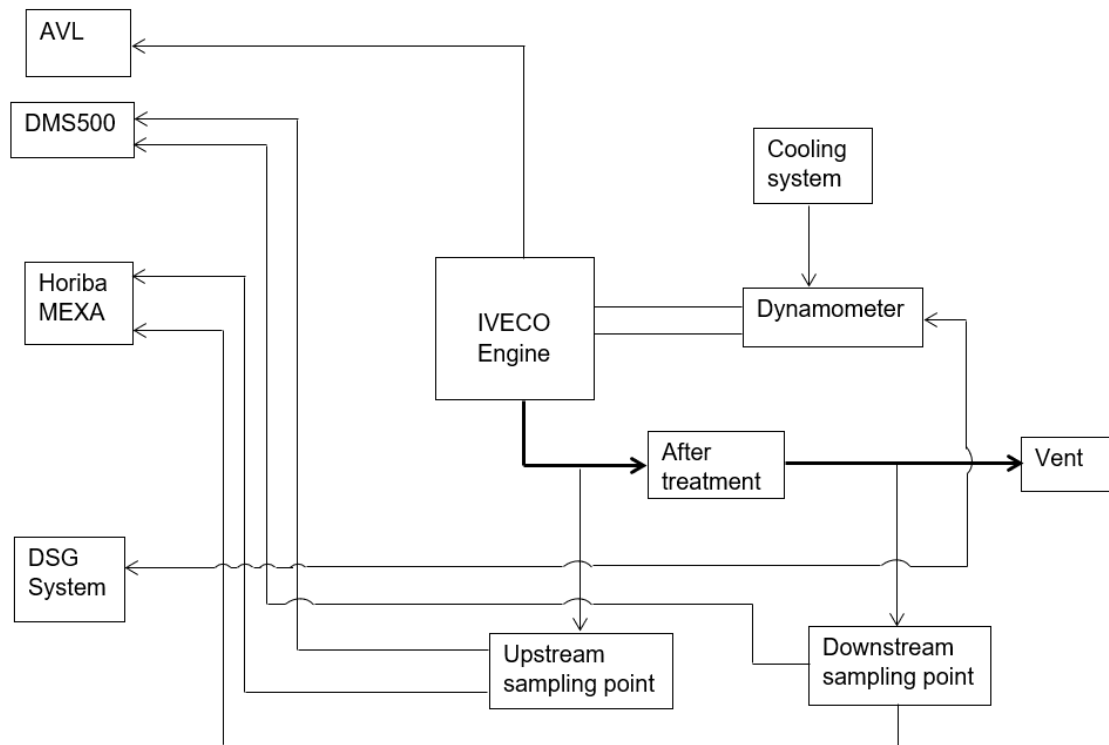 AVL
DMS500
Cooling
system
Horiba
MEXA
IVECO
Engine
Dynamometer
After
treatment
Vent
DSG
System
Upstream
sampling point
Downstream
sampling point